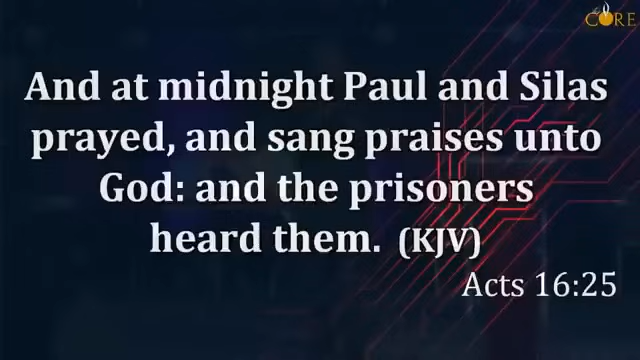 CORE
And at midnight Paul and Silas
prayed, and sang praises unto
God: and the prisoners
heard them. (KJV)
Acts 16:25